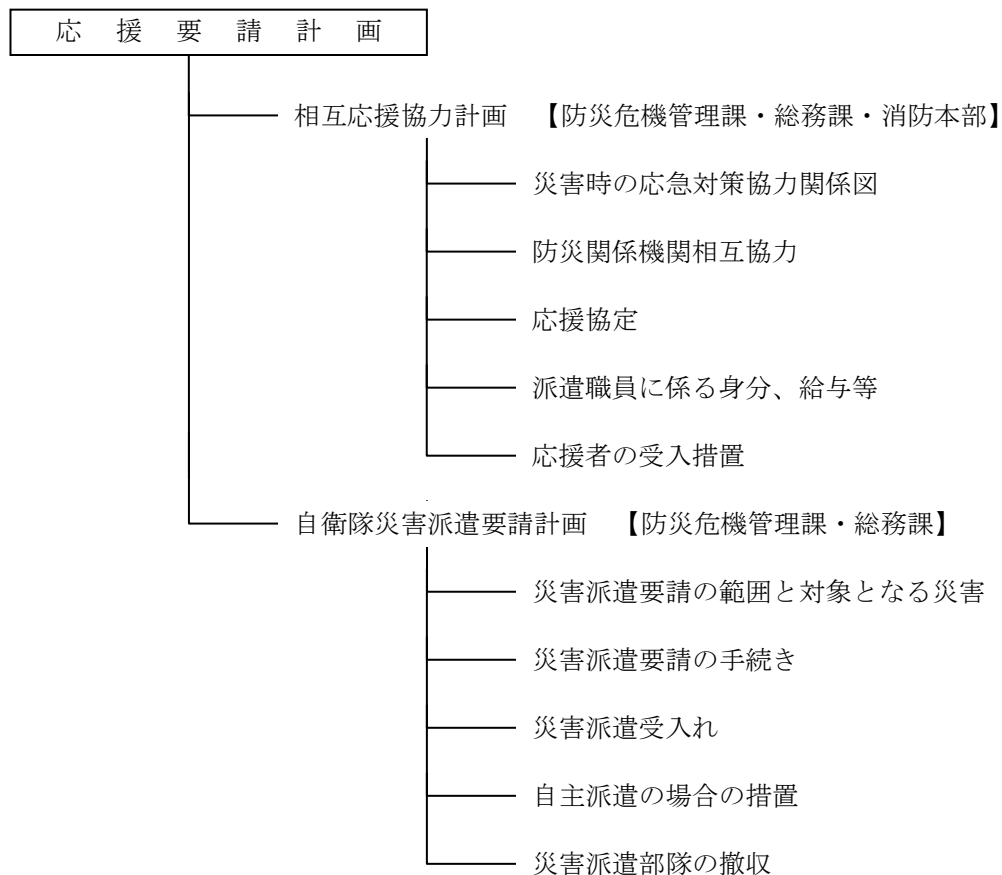 応援要請計画
相互応援協力計画 【防災危機管理課・総務課・消防本部】
災害時の応急対策協力関係図
防災関係機関相互協力
応援協定
派遣職員に係る身分、給与等
応援者の受入措置
自衛隊災害派遣要請計画 【防災危機管理課・総務課】
災害派遣要請の範囲と対象となる災害
災害派遣要請の手続き
災害派遣受入れ
自主派遣の場合の措置
災害派遣部隊の撤収